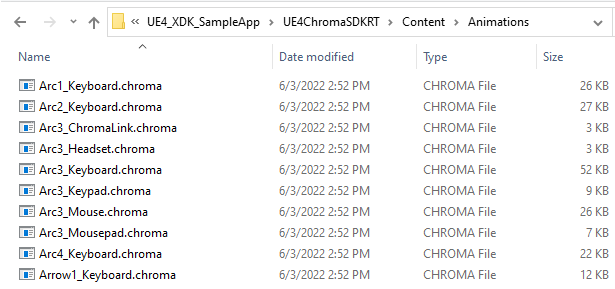 « UE4_XDK_SampleApp > UE4ChromaSDKRT > Content > Animations
Name Date modified Type Size
Arc1_Keyboard.chroma 6/3/2022 2:52 PM CHROMA File 26 KB
Arc2_Keyboard.chroma 6/3/2022 2:52 PM CHROMA File 27 KB
Arc3_ChromaLink.chroma 6/3/2022 2:52 PM CHROMA File 3 KB
Arc3_Headset.chroma 6/3/2022 2:52 PM CHROMA File 3 KB
Arc3_Keyboard.chroma 6/3/2022 2:52 PM CHROMA File 52 KB
Arc3_Keypad.chroma 6/3/2022 2:52 PM CHROMA File 9 KB
Arc3_Mouse.chroma 6/3/2022 2:52 PM CHROMA File 26 KB
Arc3_Mousepad.chroma 6/3/2022 2:52 PM CHROMA File 7 KB
Arc4_Keyboard.chroma 6/3/2022 2:52 PM CHROMA File 22 KB
Arrow1_Keyboard.chroma 6/3/2022 2:52 PM CHROMA File 12 KB